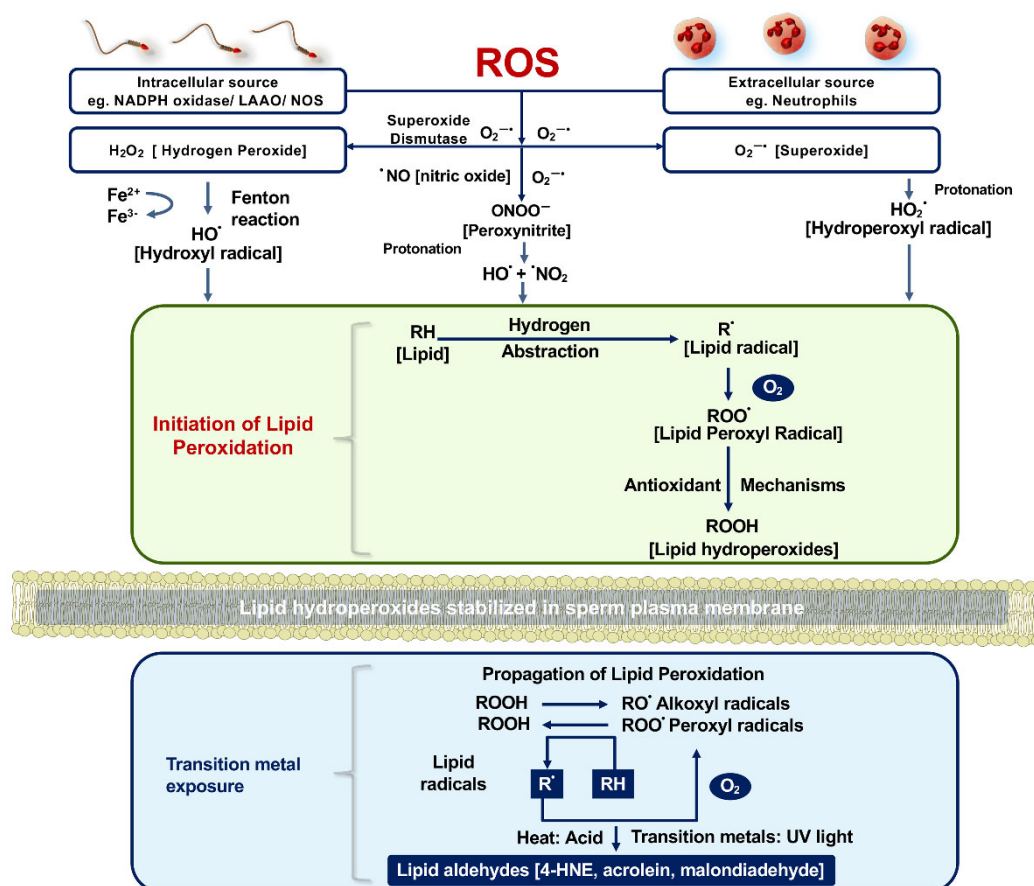 ROS
Intracellular source
eg. NADPH oxidase/ LAAO/ NOS
Extracellular source
eg. Neutrophils
Superoxide
Dismutase
O₂⁻• O₂⁻•
H₂O₂ [ Hydrogen Peroxide]
O₂⁻• [Superoxide]
•NO [nitric oxide] O₂⁻•
Fe²⁺
Fe³⁻
Fenton
reaction
ONOO⁻
[Peroxynitrite]
Protonation
HO₂•
[Hydroperoxyl radical]
HO•
[Hydroxyl radical]
Protonation
HO• + •NO₂
Initiation of Lipid
Peroxidation
RH
[Lipid]
Hydrogen
Abstraction
R•
[Lipid radical]
O₂
ROO•
[Lipid Peroxyl Radical]
Antioxidant Mechanisms
ROOH
[Lipid hydroperoxides]
Lipid hydroperoxides stabilized in sperm plasma membrane
Transition metal
exposure
Propagation of Lipid Peroxidation
ROOH RO• Alkoxyl radicals
ROOH ROO• Peroxyl radicals
Lipid
radicals
R• RH
O₂
Heat: Acid Transition metals: UV light
Lipid aldehydes [4-HNE, acrolein, malondiadehyde]